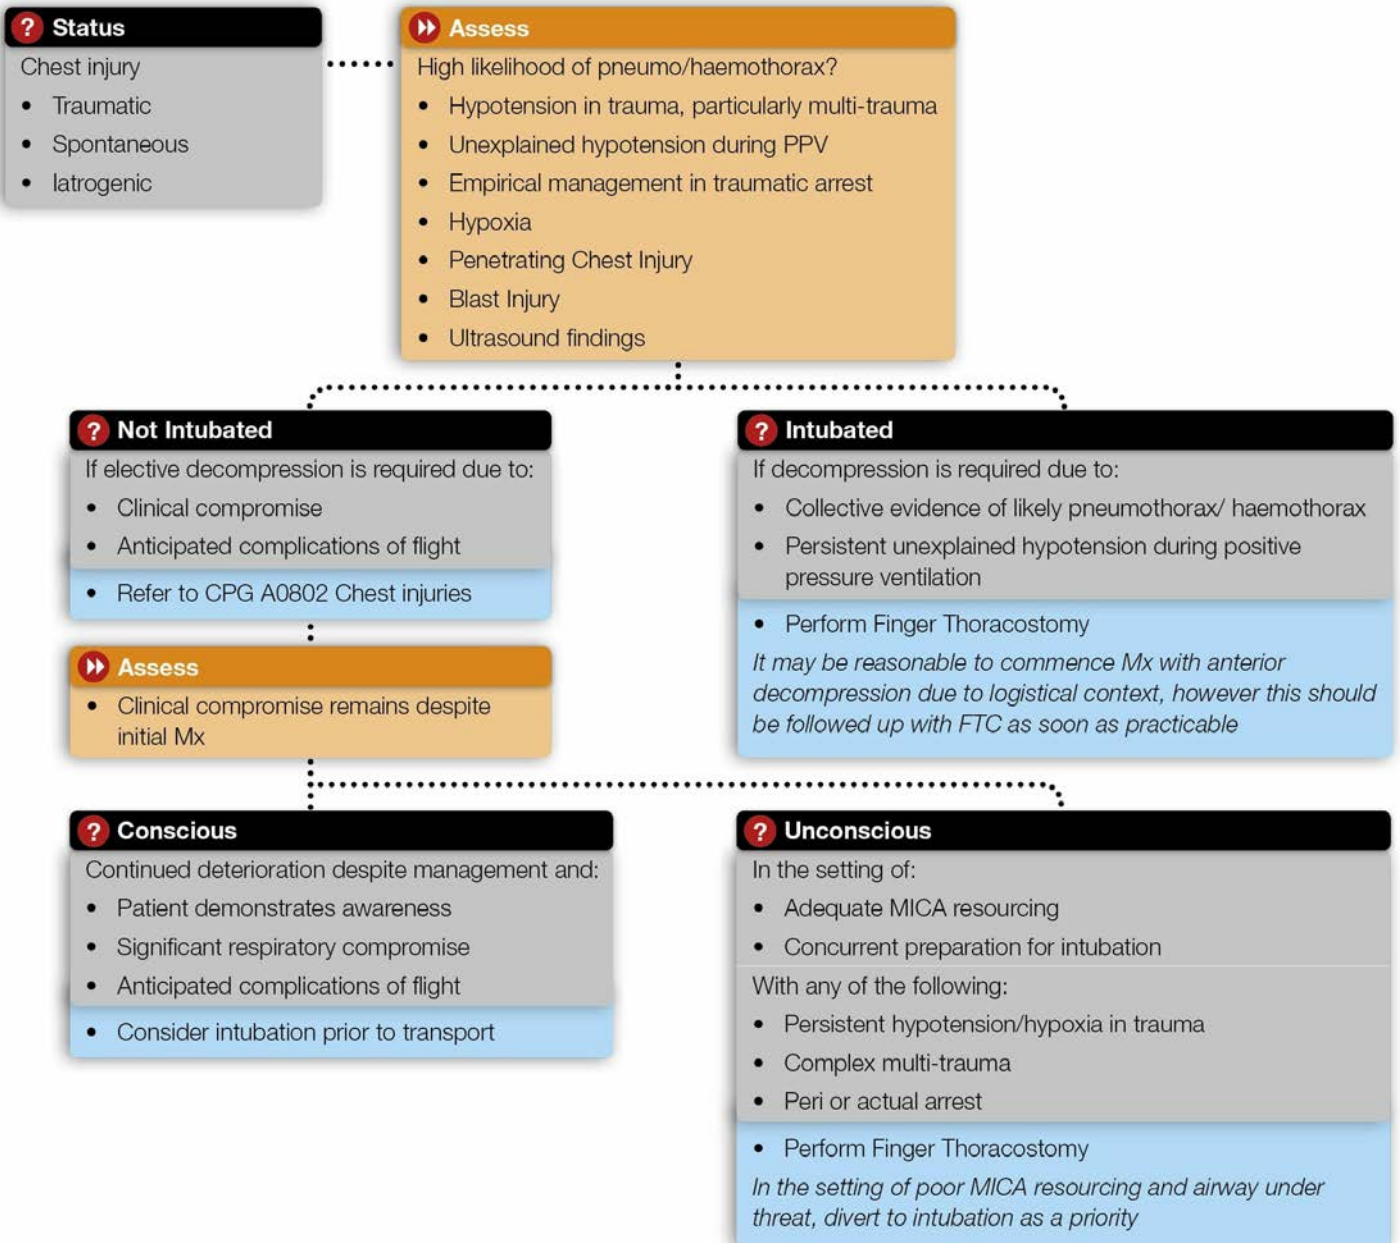 ? Status
Chest injury
• Traumatic
• Spontaneous
• Iatrogenic
Assess
High likelihood of pneumo/haemothorax?
• Hypotension in trauma, particularly multi-trauma
• Unexplained hypotension during PPV
• Empirical management in traumatic arrest
• Hypoxia
• Penetrating Chest Injury
• Blast Injury
• Ultrasound findings
? Not Intubated
If elective decompression is required due to:
• Clinical compromise
• Anticipated complications of flight
• Refer to CPG A0802 Chest injuries
? Intubated
If decompression is required due to:
• Collective evidence of likely pneumothorax/ haemothorax
• Persistent unexplained hypotension during positive
pressure ventilation
• Perform Finger Thoracostomy
It may be reasonable to commence Mx with anterior
decompression due to logistical context, however this should
be followed up with FTC as soon as practicable
Assess
• Clinical compromise remains despite
initial Mx
? Conscious
Continued deterioration despite management and:
• Patient demonstrates awareness
• Significant respiratory compromise
• Anticipated complications of flight
• Consider intubation prior to transport
? Unconscious
In the setting of:
• Adequate MICA resourcing
• Concurrent preparation for intubation
With any of the following:
• Persistent hypotension/hypoxia in trauma
• Complex multi-trauma
• Peri or actual arrest
• Perform Finger Thoracostomy
In the setting of poor MICA resourcing and airway under
threat, divert to intubation as a priority